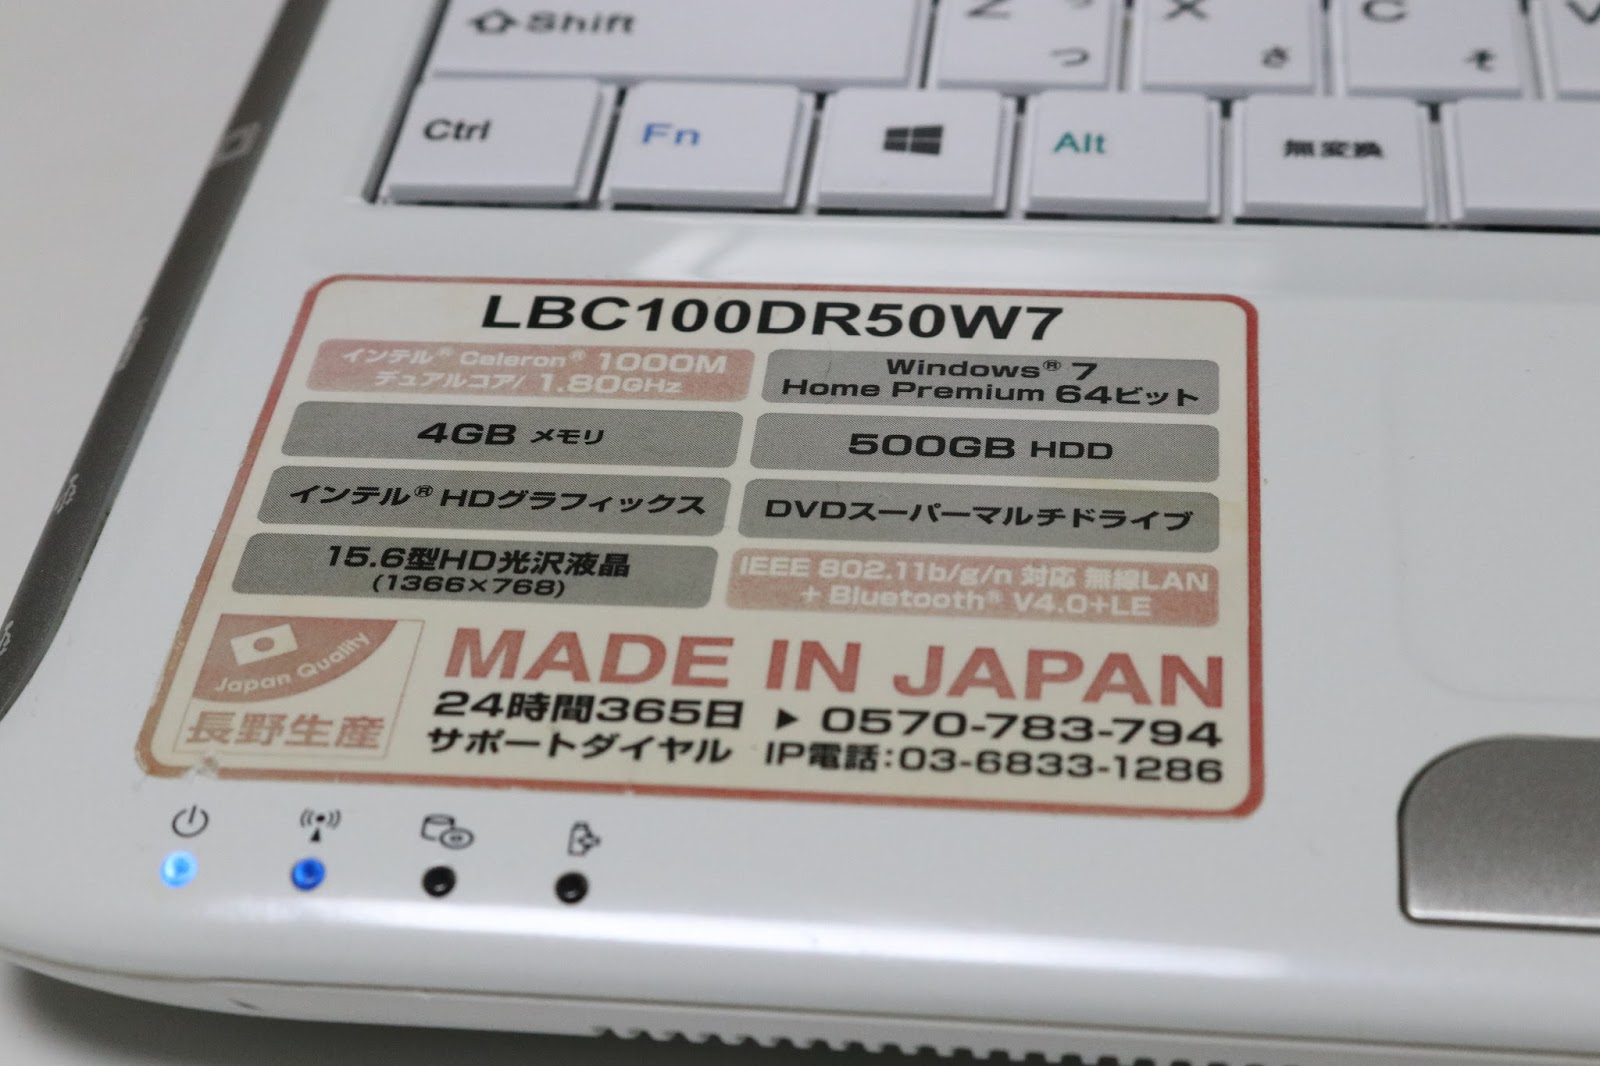 Shift
Z つ
X さ
C そ
V
Ctrl
Fn
Alt
無変換
LBC100DR50W7
インテル® Celeron® 1000M
デュアルコア/ 1.80GHz
Windows® 7
Home Premium 64ビット
4GB メモリ
500GB HDD
インテル® HDグラフィックス
DVDスーパーマルチドライブ
15.6型HD光沢液晶
(1366×768)
IEEE 802.11b/g/n 対応 無線LAN
+ Bluetooth® V4.0+LE
Japan Quality
長野生産
MADE IN JAPAN
24時間365日
サポートダイヤル
▶ 0570-783-794
IP電話:03-6833-1286